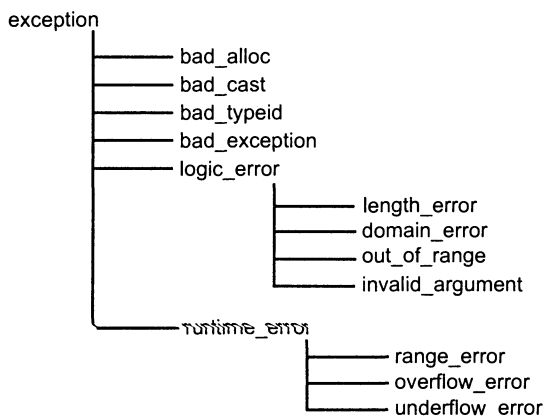 exception
bad_alloc
bad_cast
bad_typeid
bad_exception
logic_error
length_error
domain_error
out_of_range
invalid_argument
runtime_error
range_error
overflow_error
underflow_error